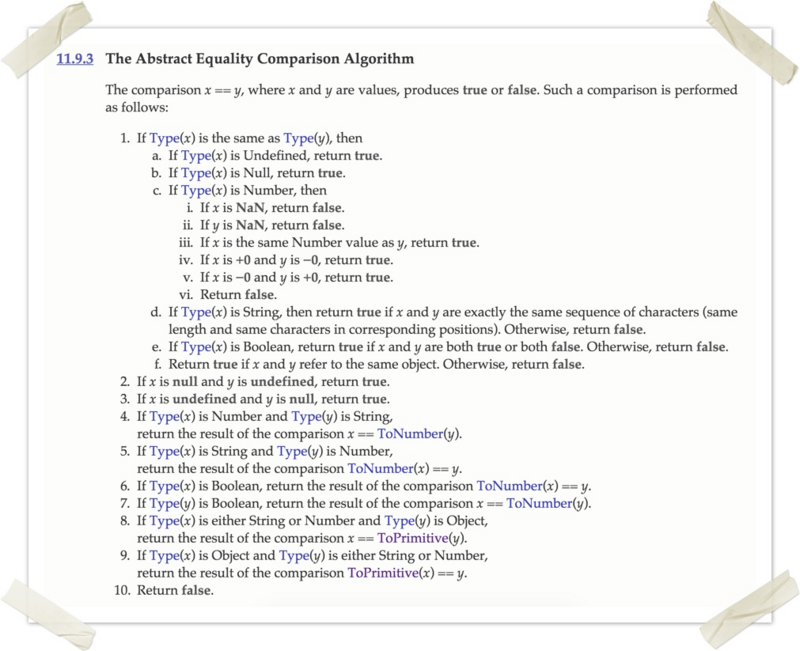 11.9.3 The Abstract Equality Comparison Algorithm
The comparison x == y, where x and y are values, produces true or false. Such a comparison is performed
as follows:
1. If Type(x) is the same as Type(y), then
a. If Type(x) is Undefined, return true.
b. If Type(x) is Null, return true.
c. If Type(x) is Number, then
i. If x is NaN, return false.
ii. If y is NaN, return false.
iii. If x is the same Number value as y, return true.
iv. If x is +0 and y is −0, return true.
v. If x is −0 and y is +0, return true.
vi. Return false.
d. If Type(x) is String, then return true if x and y are exactly the same sequence of characters (same
length and same characters in corresponding positions). Otherwise, return false.
e. If Type(x) is Boolean, return true if x and y are both true or both false. Otherwise, return false.
f. Return true if x and y refer to the same object. Otherwise, return false.
2. If x is null and y is undefined, return true.
3. If x is undefined and y is null, return true.
4. If Type(x) is Number and Type(y) is String,
return the result of the comparison x == ToNumber(y).
5. If Type(x) is String and Type(y) is Number,
return the result of the comparison ToNumber(x) == y.
6. If Type(x) is Boolean, return the result of the comparison ToNumber(x) == y.
7. If Type(y) is Boolean, return the result of the comparison x == ToNumber(y).
8. If Type(x) is either String or Number and Type(y) is Object,
return the result of the comparison x == ToPrimitive(y).
9. If Type(x) is Object and Type(y) is either String or Number,
return the result of the comparison ToPrimitive(x) == y.
10. Return false.